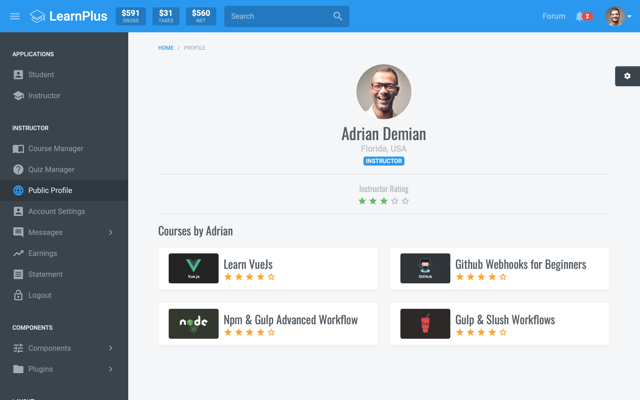 LearnPlus
$591
GROSS
$31
TAXES
$560
NET
Search
Forum
2
APPLICATIONS
Student
Instructor
INSTRUCTOR
Course Manager
Quiz Manager
Public Profile
Account Settings
Messages
Earnings
Statement
Logout
COMPONENTS
Components
Plugins
HOME / PROFILE
Adrian Demian
Florida, USA
INSTRUCTOR
Instructor Rating
Courses by Adrian
Vue.js
Learn VueJs
GitHub
Github Webhooks for Beginners
node
Npm & Gulp Advanced Workflow
Gulp & Slush Workflows